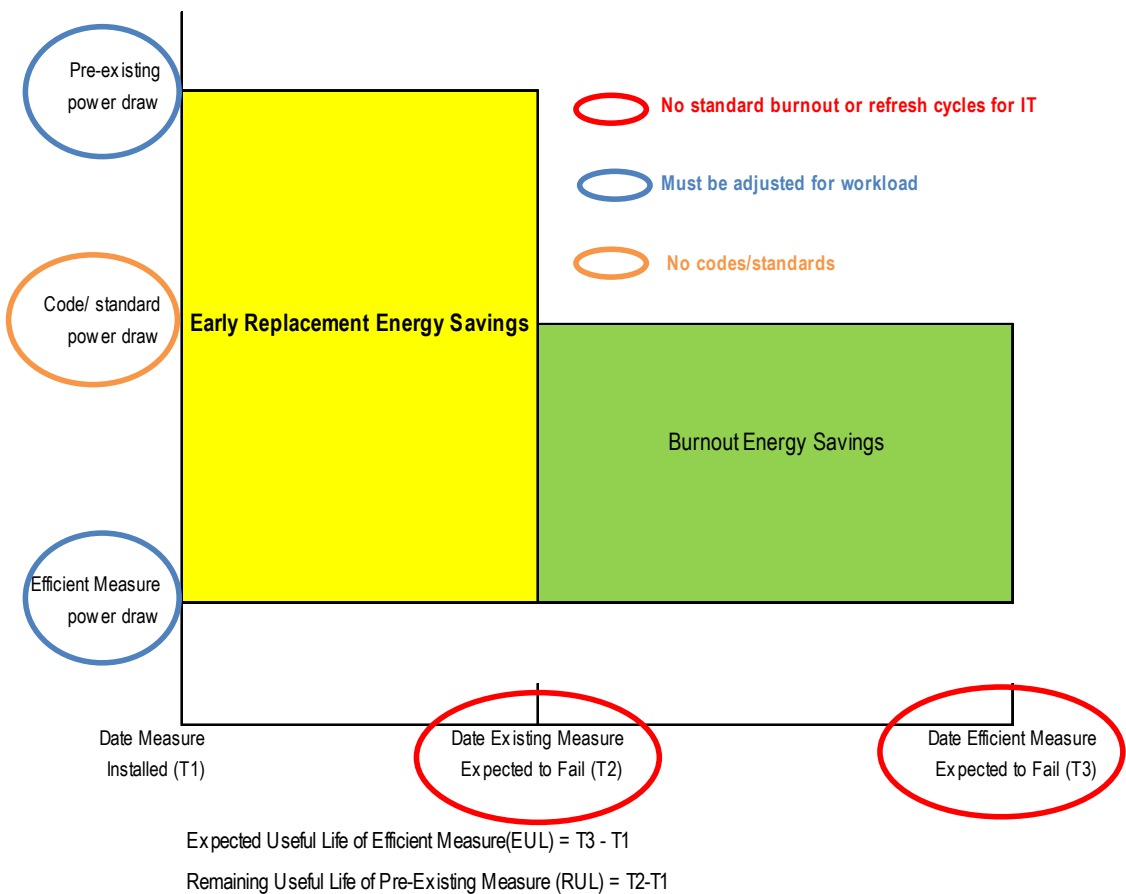 Pre-existing
power draw
No standard burnout or refresh cycles for IT
Must be adjusted for workload
No codes/standards
Code/ standard
power draw
Early Replacement Energy Savings
Burnout Energy Savings
Efficient Measure
power draw
Date Measure
Installed (T1)
Date Existing Measure
Expected to Fail (T2)
Date Efficient Measure
Expected to Fail (T3)
Expected Useful Life of Efficient Measure(EUL) = T3 - T1
Remaining Useful Life of Pre-Existing Measure (RUL) = T2-T1